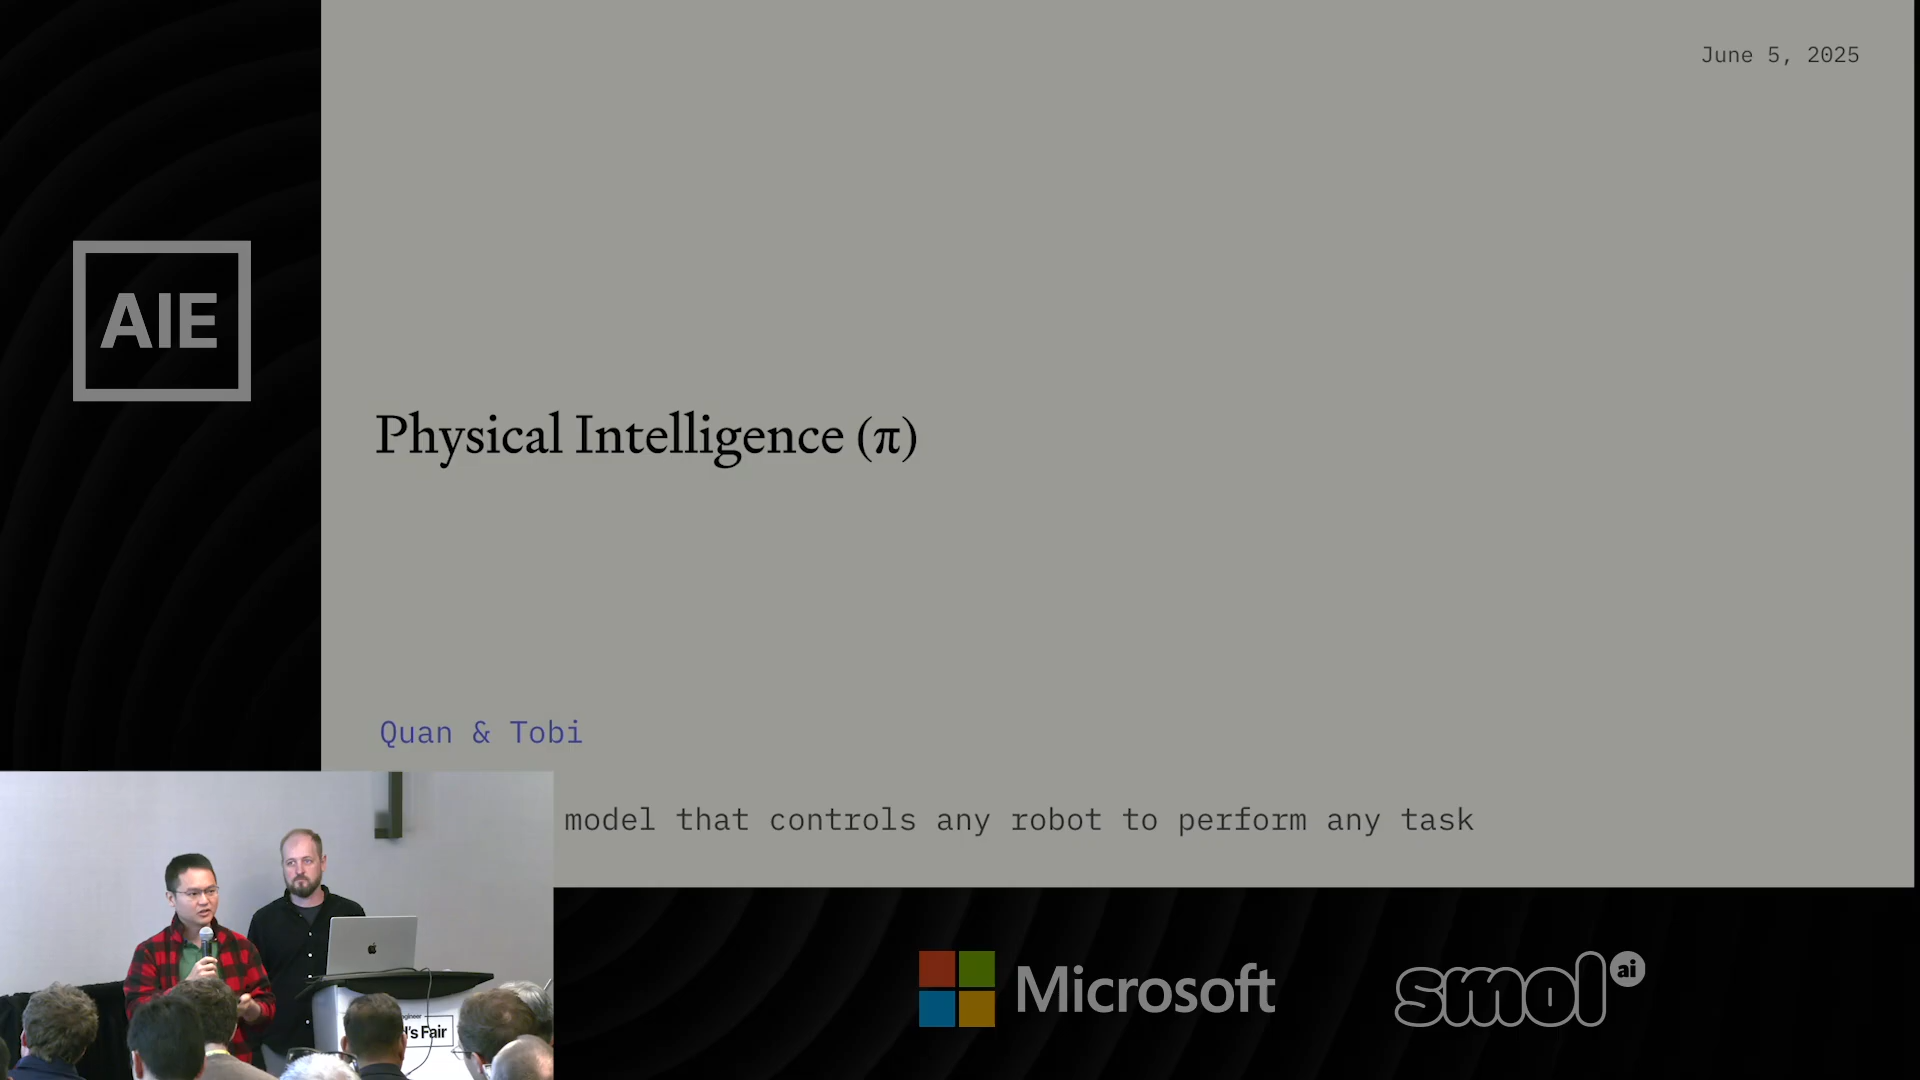 June 5, 2025
AIE
Physical Intelligence (π)
Quan & Tobi
model that controls any robot to perform any task
's Fair
Microsoft
smol ai